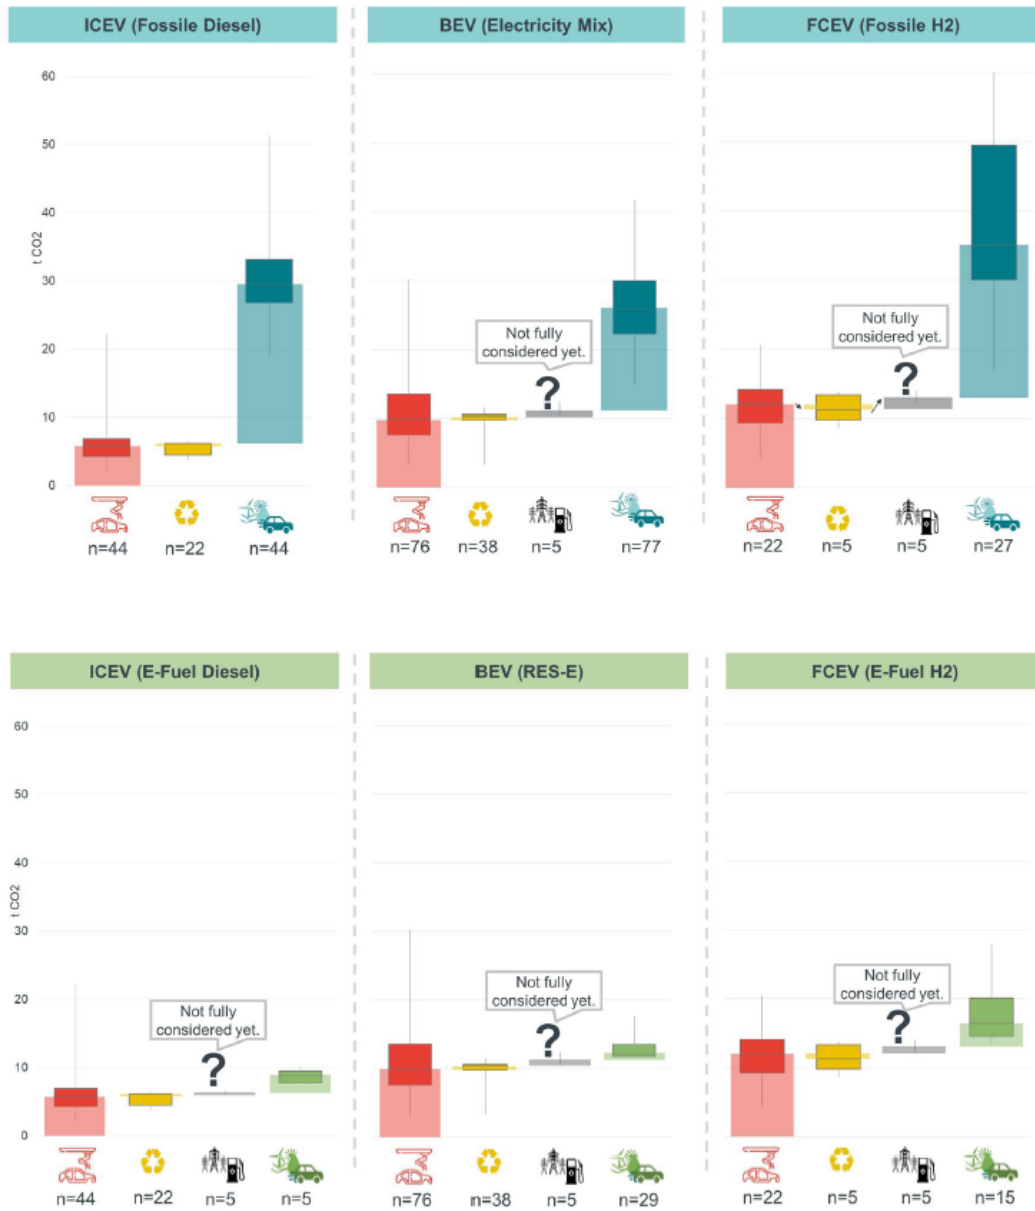 ICEV (Fossile Diesel)
BEV (Electricity Mix)
FCEV (Fossile H2)
60
50
40
30
20
10
0
t CO2
Not fully
considered yet.
?
Not fully
considered yet.
?
n=44
n=22
n=44
n=76
n=38
n=5
n=77
n=22
n=5
n=5
n=27
ICEV (E-Fuel Diesel)
BEV (RES-E)
FCEV (E-Fuel H2)
60
50
40
30
20
10
0
t CO2
Not fully
considered yet.
?
Not fully
considered yet.
?
Not fully
considered yet.
?
n=44
n=22
n=5
n=5
n=76
n=38
n=5
n=29
n=22
n=5
n=5
n=15